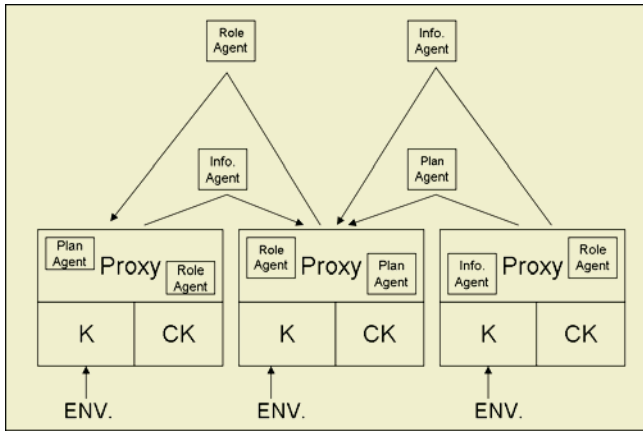 Role
Agent
Info.
Agent
Info.
Agent
Plan
Agent
Plan
Agent
Proxy
Role
Agent
Role
Agent
Proxy
Plan
Agent
Info.
Agent
Proxy
Role
Agent
K
CK
K
CK
K
CK
ENV.
ENV.
ENV.